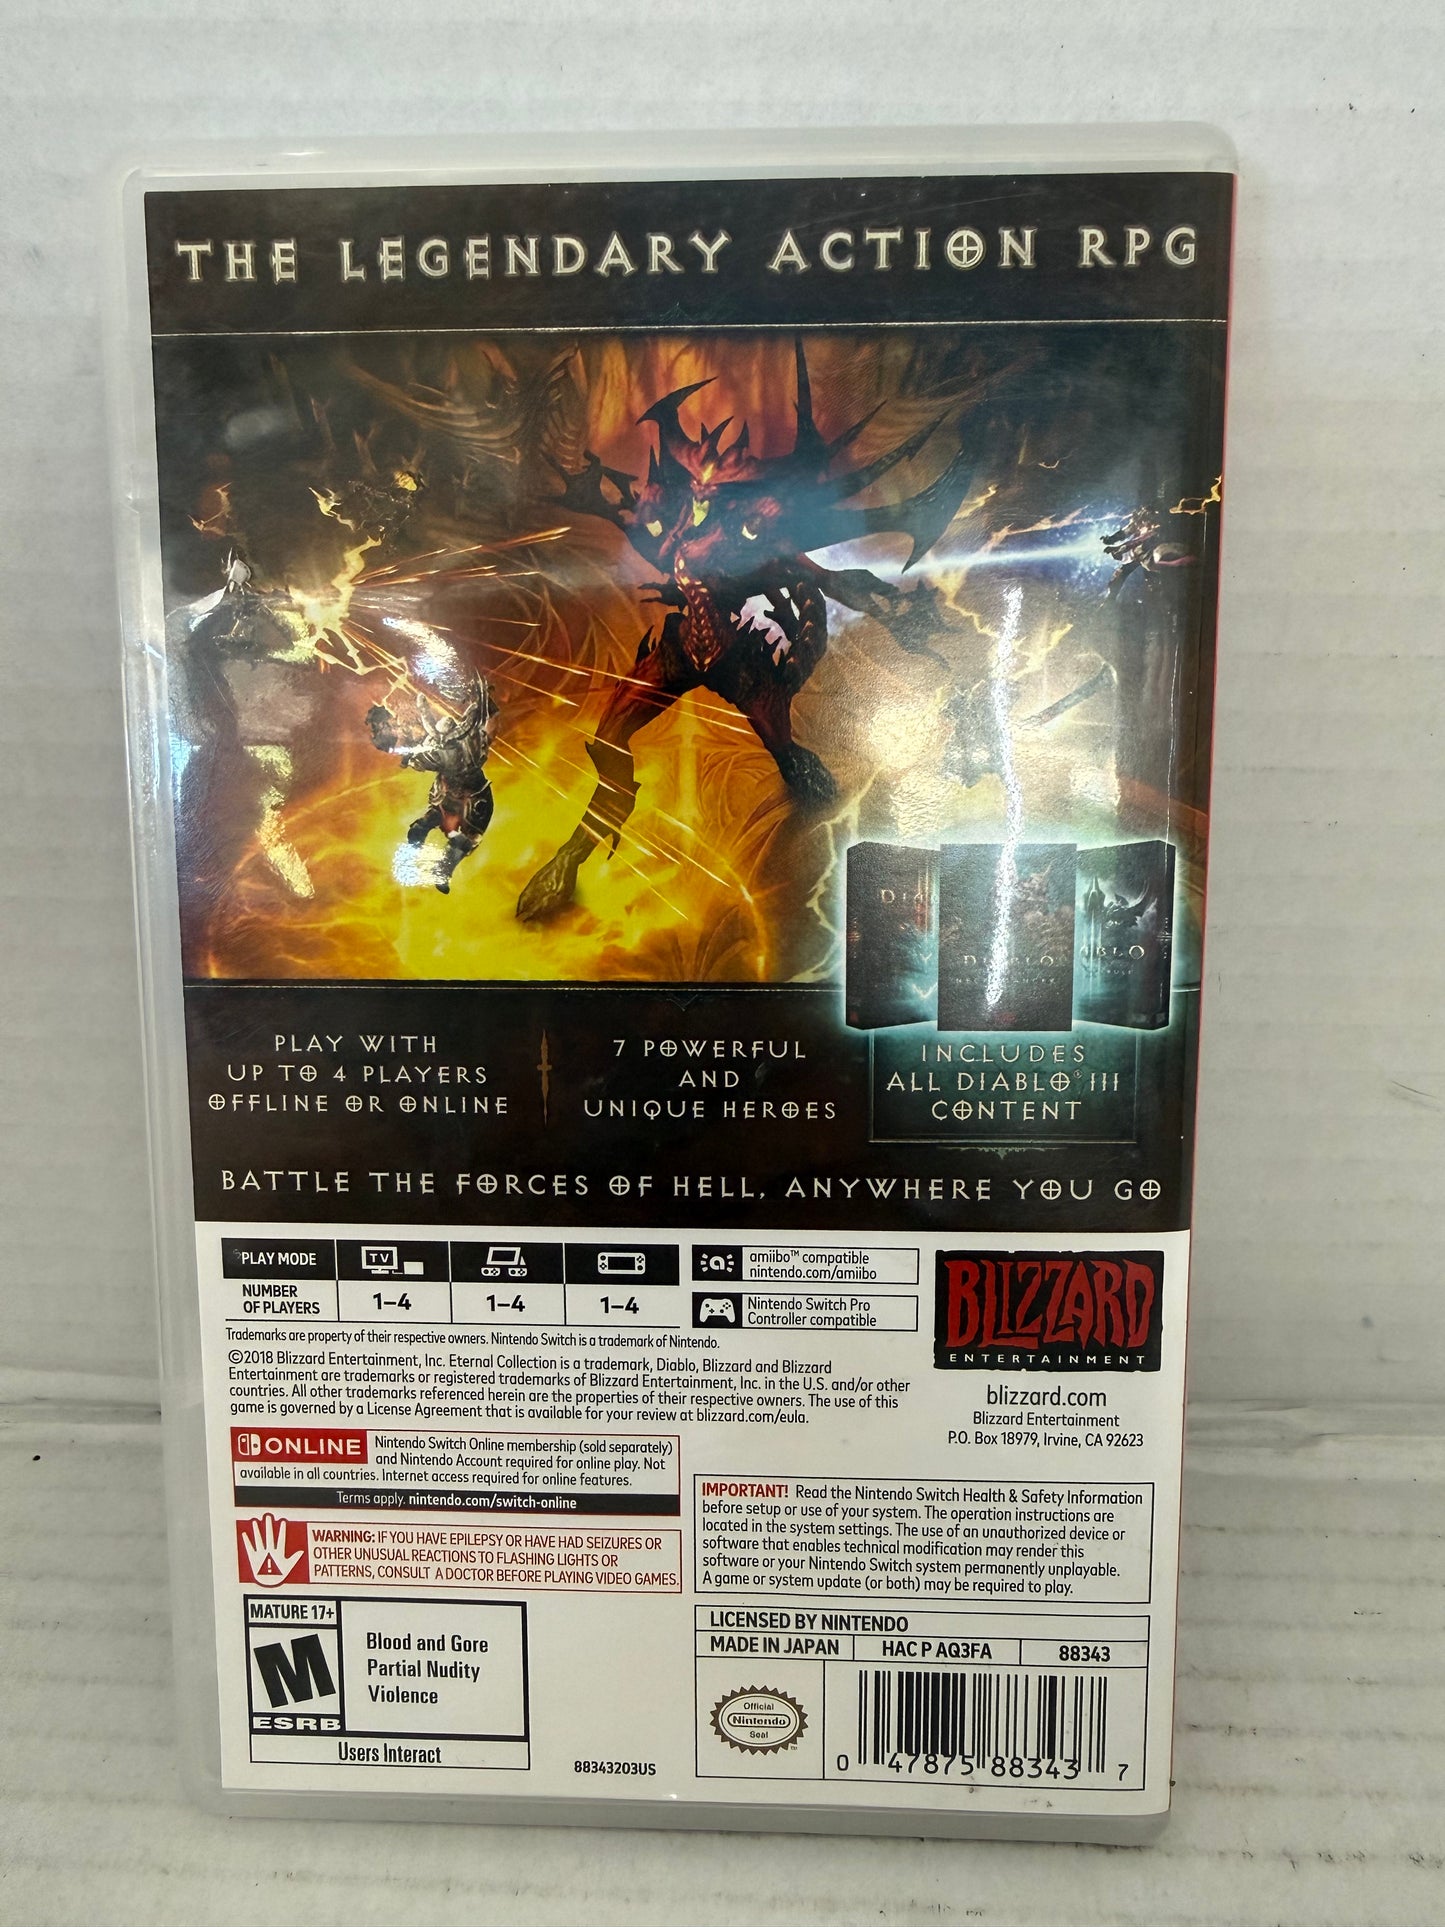 THE LEGENDARY ACTION RPG
DIABLO
ABLO
PLAY WITH
UP TO 4 PLAYERS
OFFLINE OR ONLINE
7 POWERFUL
AND
UNIQUE HEROES
INCLUDES
ALL DIABLO® III
CONTENT
BATTLE THE FORCES OF HELL, ANYWHERE YOU GO
PLAY MODE
TV
NUMBER
OF PLAYERS
1–4
1–4
1–4
amiibo™ compatible
nintendo.com/amiibo
Nintendo Switch Pro
Controller compatible
BLIZZARD
ENTERTAINMENT
blizzard.com
Blizzard Entertainment
P.O. Box 18979, Irvine, CA 92623
Trademarks are property of their respective owners. Nintendo Switch is a trademark of Nintendo.
©2018 Blizzard Entertainment, Inc. Eternal Collection is a trademark, Diablo, Blizzard and Blizzard
Entertainment are trademarks or registered trademarks of Blizzard Entertainment, Inc. in the U.S. and/or other
countries. All other trademarks referenced herein are the properties of their respective owners. The use of this
game is governed by a License Agreement that is available for your review at blizzard.com/eula.
ONLINE
Nintendo Switch Online membership (sold separately)
and Nintendo Account required for online play. Not
available in all countries. Internet access required for online features.
Terms apply. nintendo.com/switch-online
WARNING: IF YOU HAVE EPILEPSY OR HAVE HAD SEIZURES OR
OTHER UNUSUAL REACTIONS TO FLASHING LIGHTS OR
PATTERNS, CONSULT A DOCTOR BEFORE PLAYING VIDEO GAMES.
IMPORTANT! Read the Nintendo Switch Health & Safety Information
before setup or use of your system. The operation instructions are
located in the system settings. The use of an unauthorized device or
software that enables technical modification may render this
software or your Nintendo Switch system permanently unplayable.
A game or system update (or both) may be required to play.
MATURE 17+
M
ESRB
Blood and Gore
Partial Nudity
Violence
Users Interact
88343203US
LICENSED BY NINTENDO
MADE IN JAPAN
HAC P AQ3FA
88343
Official
Nintendo
Seal
™
0 47875 88343 7